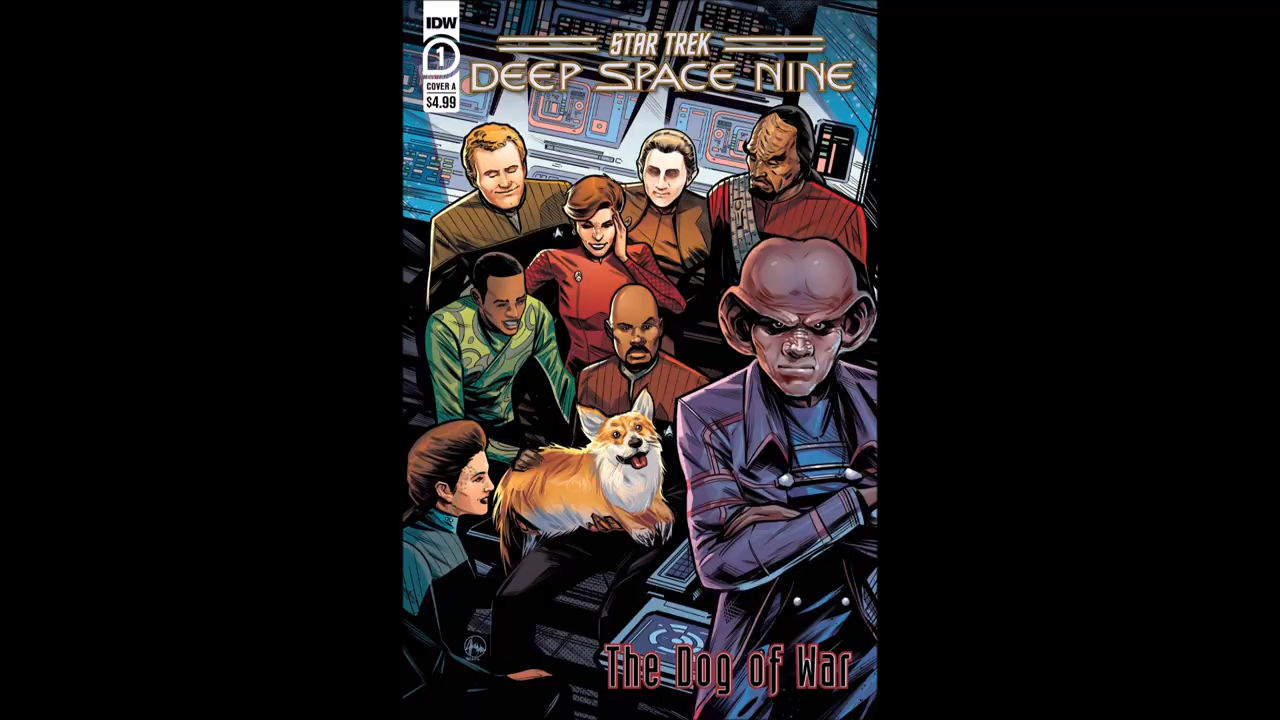 IDW
1
COVER A
$4.99
STAR TREK
DEEP SPACE NINE
The Dog of War